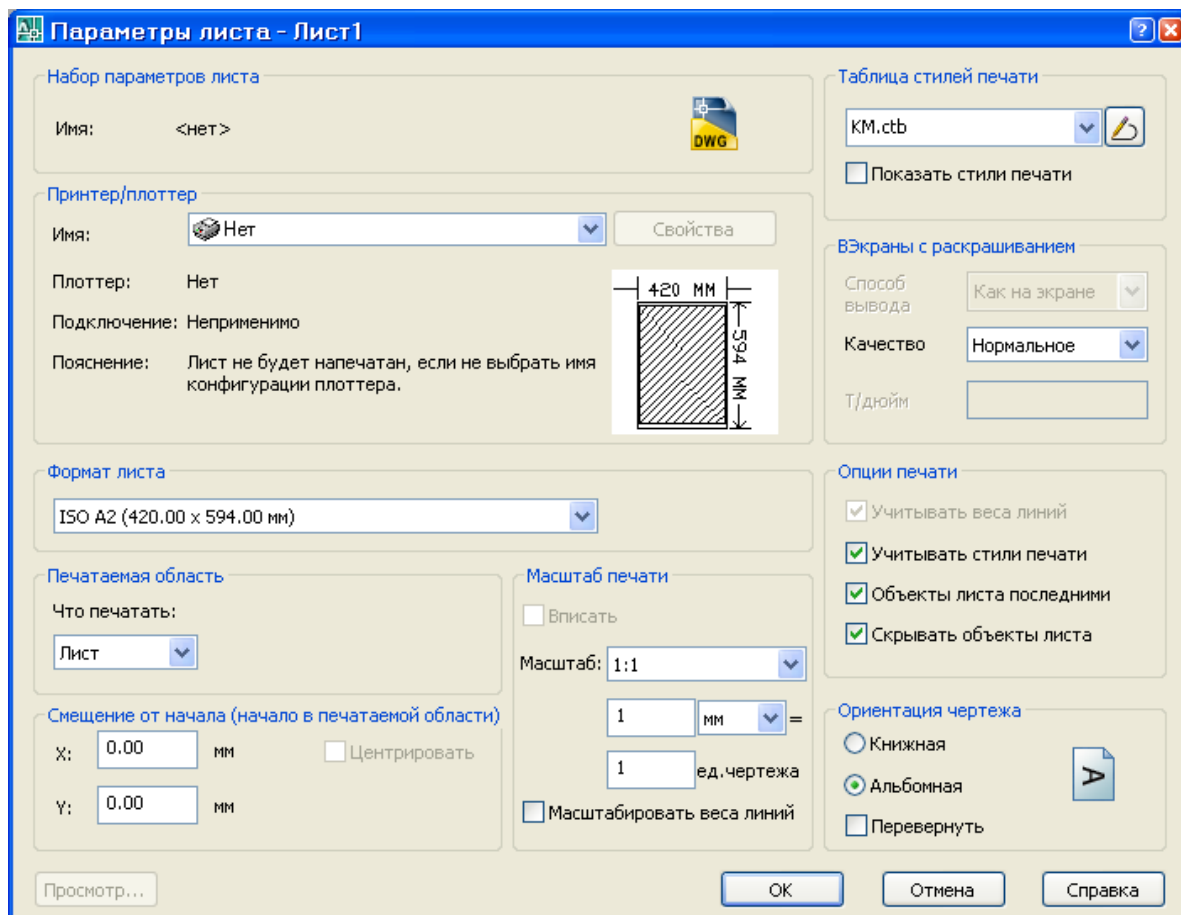 Параметры листа - Лист1
Набор параметров листа
Имя: <нет>
DWG
Принтер/плоттер
Имя: Нет Свойства
Плоттер: Нет
Подключение: Неприменимо
Пояснение: Лист не будет напечатан, если не выбрать имя
конфигурации плоттера.
420 MM
594 MM
Формат листа
ISO A2 (420.00 x 594.00 мм)
Печатаемая область
Что печатать:
Лист
Смещение от начала (начало в печатаемой области)
X: 0.00 мм Центрировать
Y: 0.00 мм
Масштаб печати
Вписать
Масштаб: 1:1
1 мм =
1 ед.чертежа
Масштабировать веса линий
Таблица стилей печати
KM.ctb
Показать стили печати
ВЭкраны с раскрашиванием
Способ
вывода
Как на экране
Качество Нормальное
Т/дюйм
Опции печати
Учитывать веса линий
Учитывать стили печати
Объекты листа последними
Скрывать объекты листа
Ориентация чертежа
Книжная
Альбомная
A
Перевернуть
Просмотр... ОК Отмена Справка